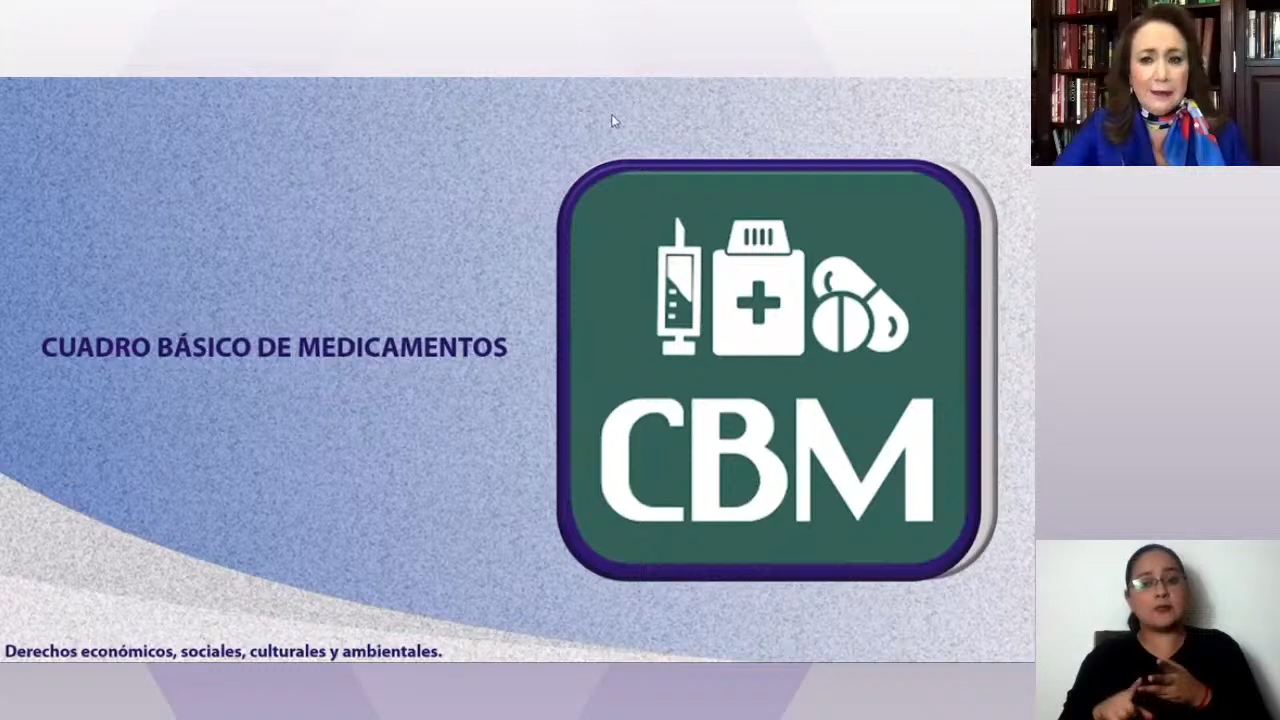 CUADRO BÁSICO DE MEDICAMENTOS
CBM
Derechos económicos, sociales, culturales y ambientales.